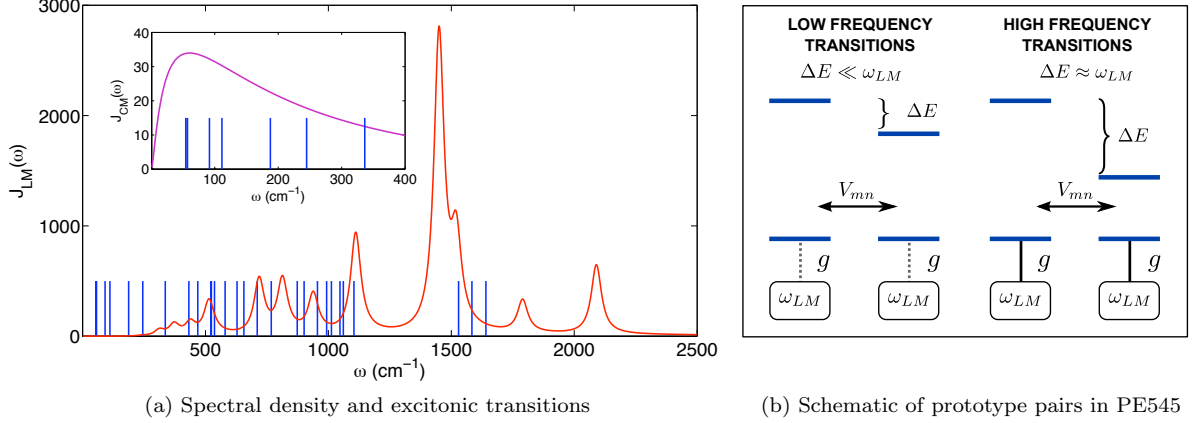 3000
2000
1000
0
J_LM(ω)
500
1000
1500
2000
2500
ω (cm⁻¹)
40
30
20
10
0
J_CM(ω)
100
200
300
400
ω (cm⁻¹)
(a) Spectral density and excitonic transitions
LOW FREQUENCY
TRANSITIONS
ΔE ≪ ω_LM
ΔE
V_mn
g
g
ω_LM
ω_LM
HIGH FREQUENCY
TRANSITIONS
ΔE ≈ ω_LM
ΔE
V_mn
g
g
ω_LM
ω_LM
(b) Schematic of prototype pairs in PE545